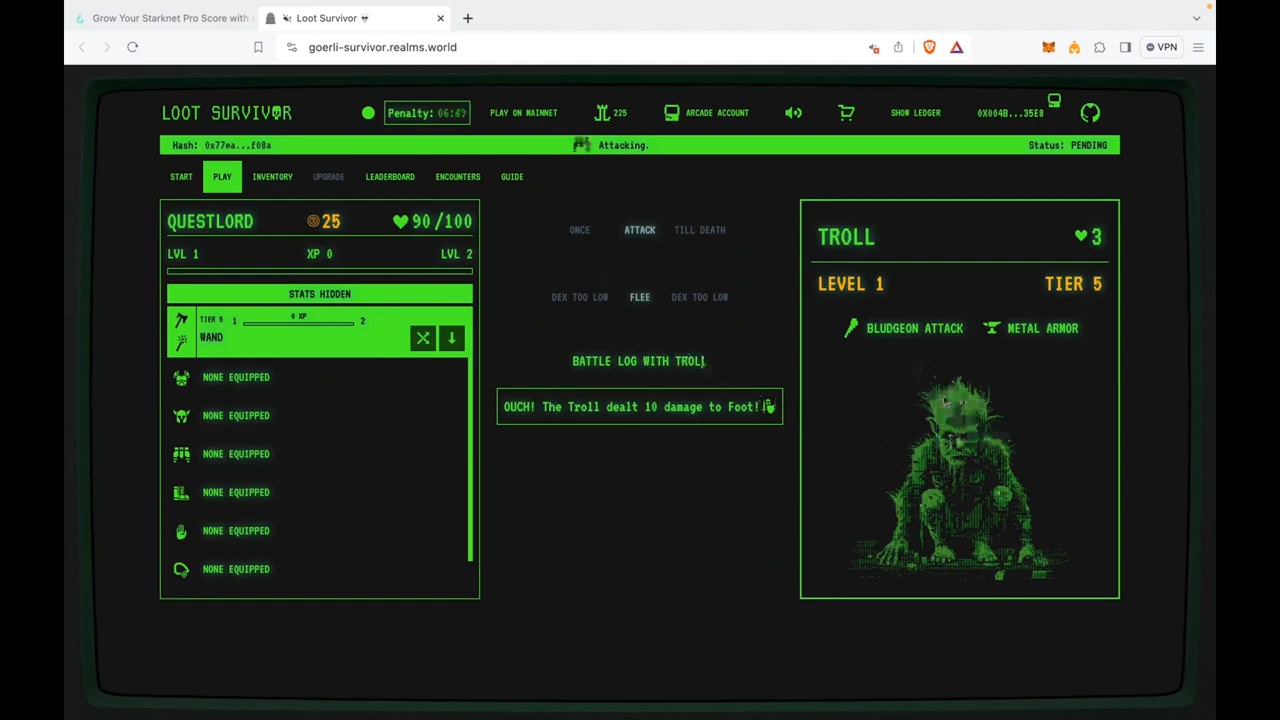 Grow Your Starknet Pro Score with
Loot Survivor
goerli-survivor.realms.world
VPN
LOOT SURVIVOR
Penalty:
PLAY ON MAINNET
225
ARCADE ACCOUNT
SHOW LEDGER
0X004B...35E8
Hash: 0x77ea...f08a
Attacking.
Status: PENDING
START PLAY INVENTORY UPGRADE LEADERBOARD ENCOUNTERS GUIDE
QUESTLORD 25 90/100
LVL 1 XP 0 LVL 2
STATS HIDDEN
TIER 5 1 0 XP 2
WAND
NONE EQUIPPED
NONE EQUIPPED
NONE EQUIPPED
NONE EQUIPPED
NONE EQUIPPED
NONE EQUIPPED
ONCE ATTACK TILL DEATH
DEX TOO LOW FLEE DEX TOO LOW
BATTLE LOG WITH TROLL
OUCH! The Troll dealt 10 damage to Foot!
TROLL 3
LEVEL 1 TIER 5
BLUDGEON ATTACK METAL ARMOR